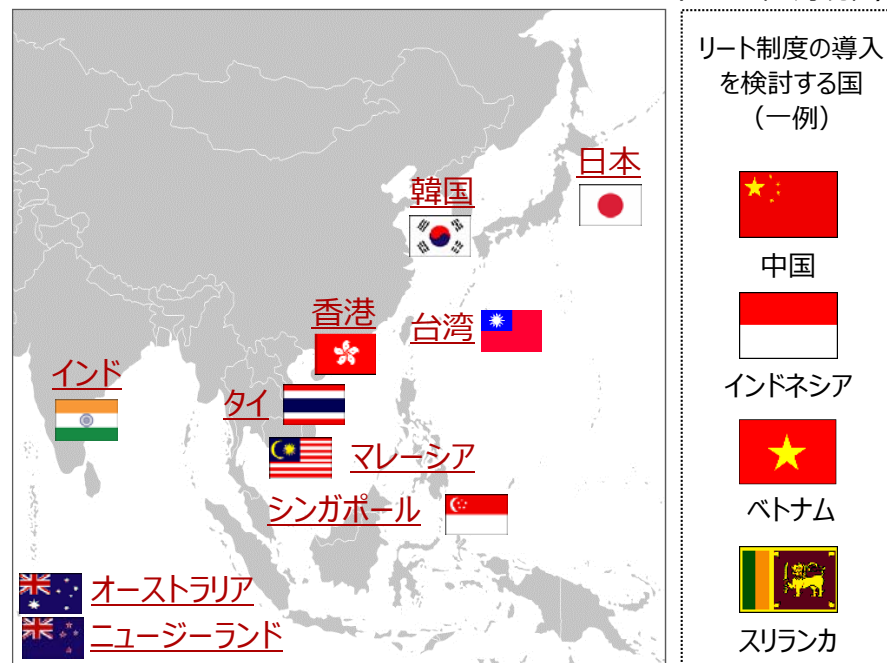 リート制度の導入
を検討する国
（一例）
日本
韓国
香港
台湾
インド
タイ
マレーシア
シンガポール
オーストラリア
ニュージーランド
中国
インドネシア
ベトナム
スリランカ